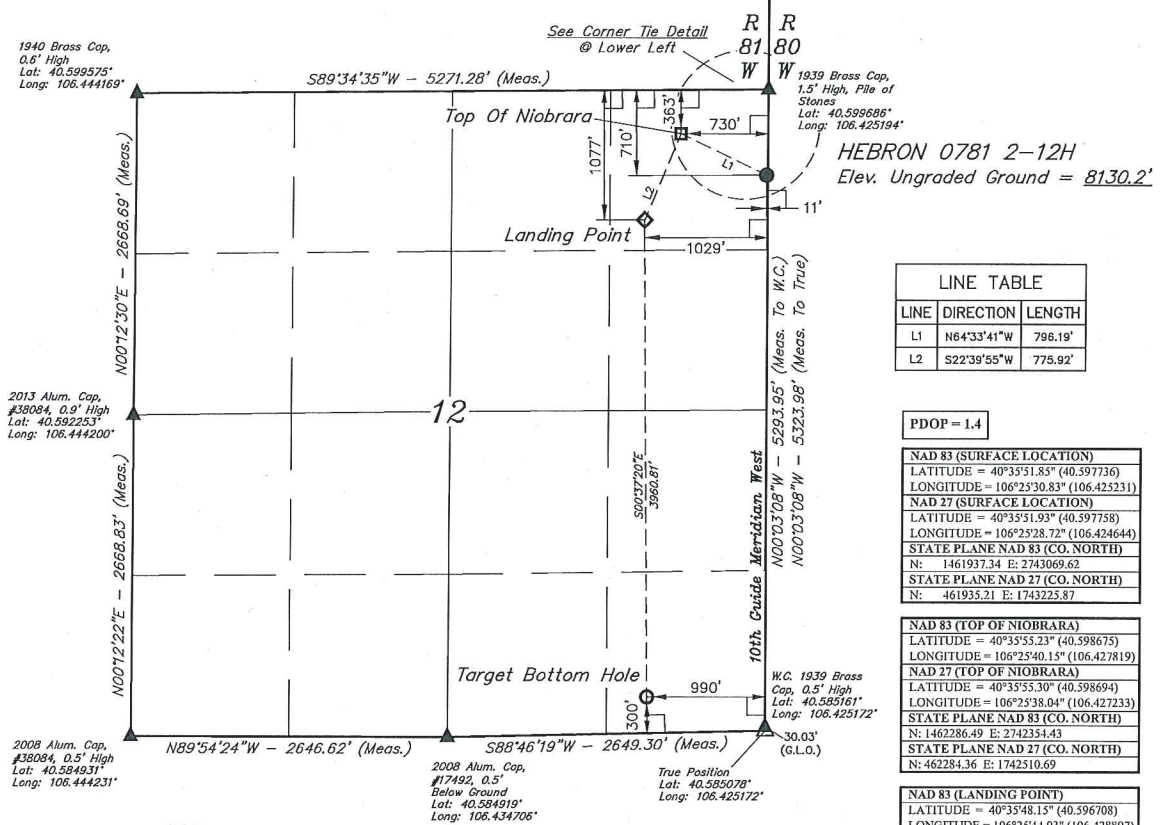 1940 Brass Cap,
0.6' High
Lat: 40.599575°
Long: 106.444169°
S89°34'35"W – 5271.28' (Meas.)
See Corner Tie Detail
@ Lower Left
R R
81 80
W W
1939 Brass Cap,
1.5' High, Pile of
Stones
Lat: 40.599686°
Long: 106.425194°
Top Of Niobrara
363'
730'
710'
1077'
L1
L2
HEBRON 0781 2–12H
Elev. Ungraded Ground = 8130.2'
11'
Landing Point
1029'
N00°12'30"E – 2668.69' (Meas.)
2013 Alum. Cap,
#38084, 0.9' High
Lat: 40.592253°
Long: 106.444200°
12
S00°37'20"E
3960.81'
10th Guide Meridian West
N00°03'08"W – 5293.95' (Meas. To W.C.)
N00°03'08"W – 5323.98' (Meas. To True)
N00°12'22"E – 2668.83' (Meas.)
Target Bottom Hole
990'
300'
W.C. 1939 Brass
Cap, 0.5' High
Lat: 40.585161°
Long: 106.425172°
30.03'
(G.L.O.)
2008 Alum. Cap,
#38084, 0.5' High
Lat: 40.584931°
Long: 106.444231°
N89°54'24"W – 2646.62' (Meas.)
S88°46'19"W – 2649.30' (Meas.)
2008 Alum. Cap,
#17492, 0.5'
Below Ground
Lat: 40.584919°
Long: 106.434706°
True Position
Lat: 40.585078°
Long: 106.425172°
LINE TABLE
LINE DIRECTION LENGTH
L1 N64°33'41"W 796.19'
L2 S22°39'55"W 775.92'
PDOP = 1.4
NAD 83 (SURFACE LOCATION)
LATITUDE = 40°35'51.85" (40.597736)
LONGITUDE = 106°25'30.83" (106.425231)
NAD 27 (SURFACE LOCATION)
LATITUDE = 40°35'51.93" (40.597758)
LONGITUDE = 106°25'28.72" (106.424644)
STATE PLANE NAD 83 (CO. NORTH)
N: 1461937.34 E: 2743069.62
STATE PLANE NAD 27 (CO. NORTH)
N: 461935.21 E: 1743225.87
NAD 83 (TOP OF NIOBRARA)
LATITUDE = 40°35'55.23" (40.598675)
LONGITUDE = 106°25'40.15" (106.427819)
NAD 27 (TOP OF NIOBRARA)
LATITUDE = 40°35'55.30" (40.598694)
LONGITUDE = 106°25'38.04" (106.427233)
STATE PLANE NAD 83 (CO. NORTH)
N: 1462286.49 E: 2742354.43
STATE PLANE NAD 27 (CO. NORTH)
N: 462284.36 E: 1742510.69
NAD 83 (LANDING POINT)
LATITUDE = 40°35'48.15" (40.596708)